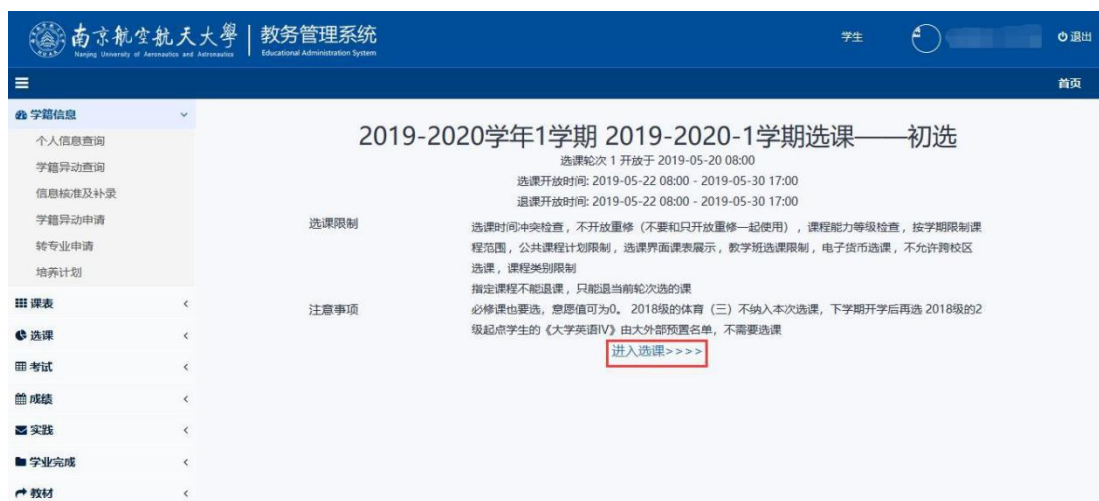 南京航空航天大學
Nanjing University of Aeronautics and Astronautics
教务管理系统
Educational Administration System
学生
退出
首页
学籍信息
个人信息查询
学籍异动查询
信息核准及补录
学籍异动申请
转专业申请
培养计划
课表
选课
考试
成绩
实践
学业完成
教材
2019-2020学年1学期 2019-2020-1学期选课——初选
选课轮次 1 开放于 2019-05-20 08:00
选课开放时间: 2019-05-22 08:00 - 2019-05-30 17:00
退课开放时间: 2019-05-22 08:00 - 2019-05-30 17:00
选课限制
选课时间冲突检查，不开放重修（不要和只开放重修一起使用），课程能力等级检查，按学期限制课
程范围，公共课程计划限制，选课界面课表展示，教学班选课限制，电子货币选课，不允许跨校区
选课，课程类别限制
指定课程不能退课，只能退当前轮次选的课
注意事项
必修课也要选，意愿值可为0。 2018级的体育（三）不纳入本次选课，下学期开学后再选 2018级的2
级起点学生的《大学英语IV》由大外部预置名单，不需要选课
进入选课>>>>